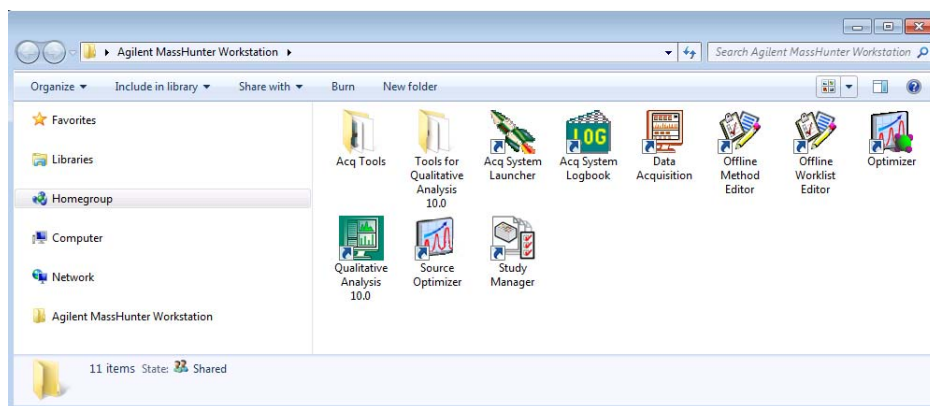 Agilent MassHunter Workstation
Search Agilent MassHunter Workstation
Organize
Include in library
Share with
Burn
New folder
Favorites
Libraries
Homegroup
Computer
Network
Agilent MassHunter Workstation
Acq Tools
Tools for
Qualitative
Analysis
10.0
Acq System
Launcher
LOG
Acq System
Logbook
Data
Acquisition
Offline
Method
Editor
Offline
Worklist
Editor
Optimizer
Qualitative
Analysis
10.0
Source
Optimizer
Study
Manager
11 items State: Shared